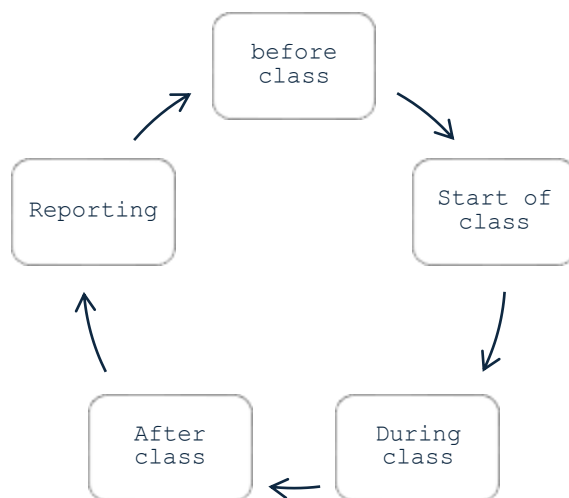 before
class
Start of
class
During
class
After
class
Reporting